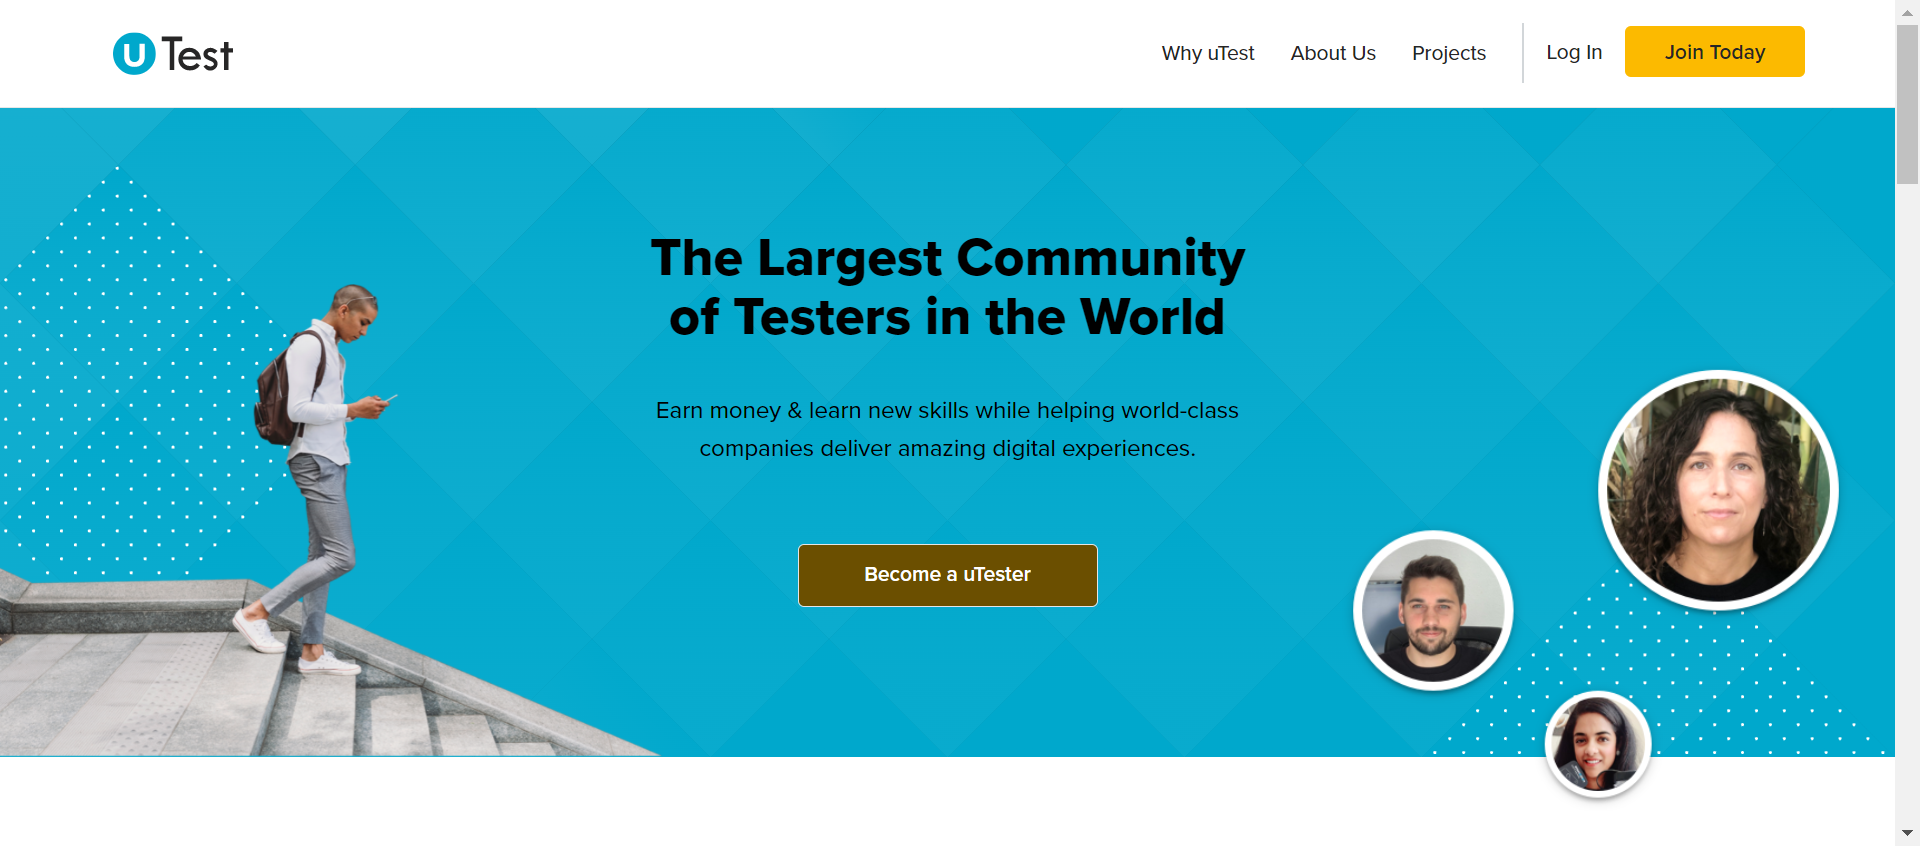 uTest
Why uTest
About Us
Projects
Log In
Join Today
The Largest Community
of Testers in the World
Earn money & learn new skills while helping world-class
companies deliver amazing digital experiences.
Become a uTester